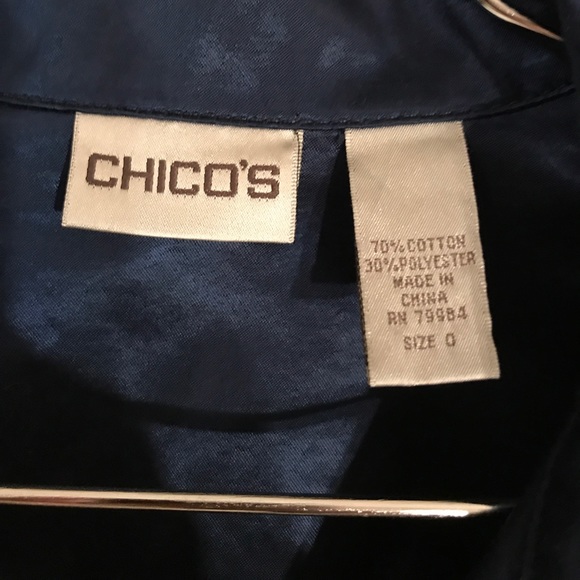 CHICO'S
70% COTTON
30% POLYESTER
MADE IN
CHINA
RN 79984
SIZE 0